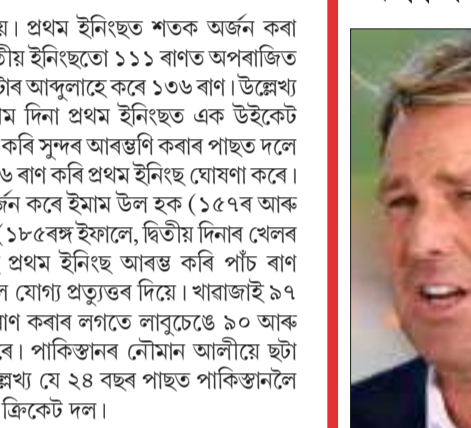 য়। প্ৰথম ইনিংছত শতক অৰ্জন কৰা
তীয় ইনিংছতো ১১১ ৰাণত অপৰাজিত
টাৰ আব্দুলাহে কৰে ১৩৬ ৰাণ। উল্লেখ্য
ম দিনা প্ৰথম ইনিংছত এক উইকেট
কৰি সুন্দৰ আৰম্ভণি কৰাৰ পাছত দলে
৬ ৰাণ কৰি প্ৰথম ইনিংছ ঘোষণা কৰে।
ৰ্জন কৰে ইমাম উল হক (১৫৭ৰ আৰু
(১৮৫ৰঙ্গ ইফালে, দ্বিতীয় দিনাৰ খেলৰ
প্ৰথম ইনিংছ আৰম্ভ কৰি পাঁচ ৰাণ
ল যোগ্য প্ৰত্যুত্তৰ দিয়ে। খাৱাজাই ৯৭
ৰাণ কৰাৰ লগতে লাবুচেঙে ৯০ আৰু
ৰে। পাকিস্তানৰ নৌমান আলীয়ে ছটা
ল্লেখ্য যে ২৪ বছৰ পাছত পাকিস্তানলৈ
ক্ৰিকেট দল।